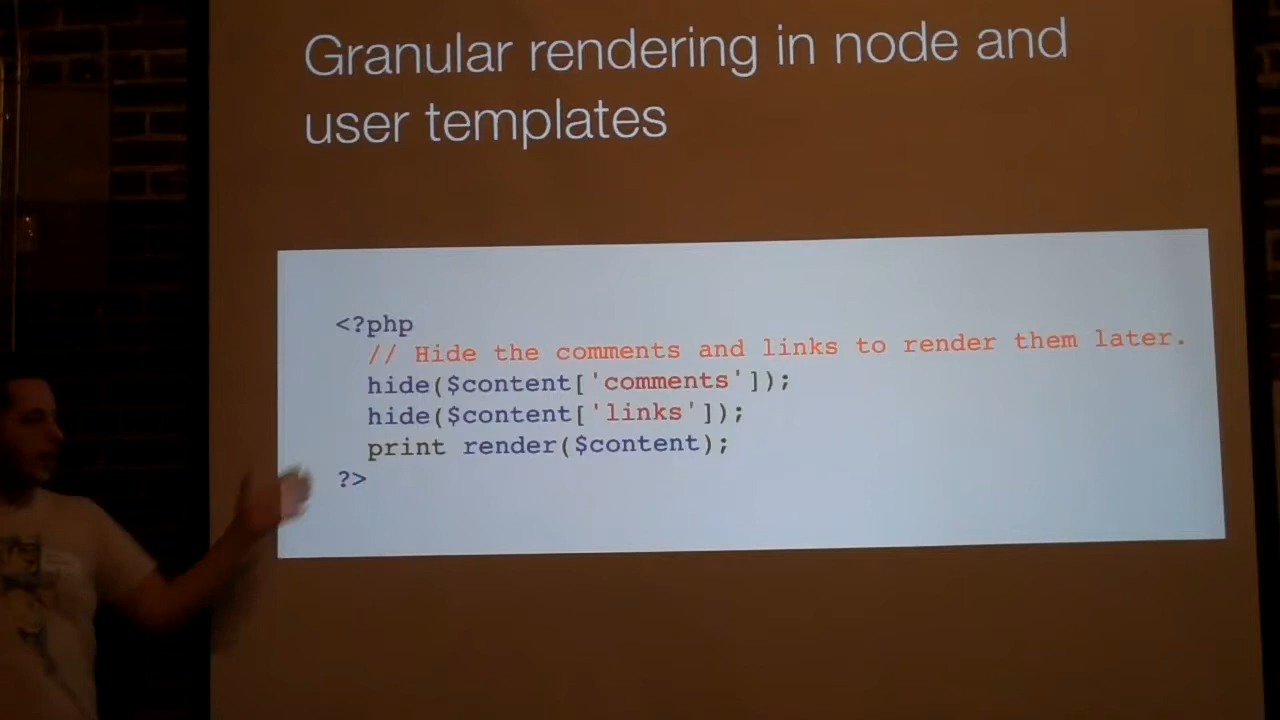 Granular rendering in node and
user templates
<?php
// Hide the comments and links to render them later.
hide($content['comments']);
hide($content['links']);
print render($content);
?>